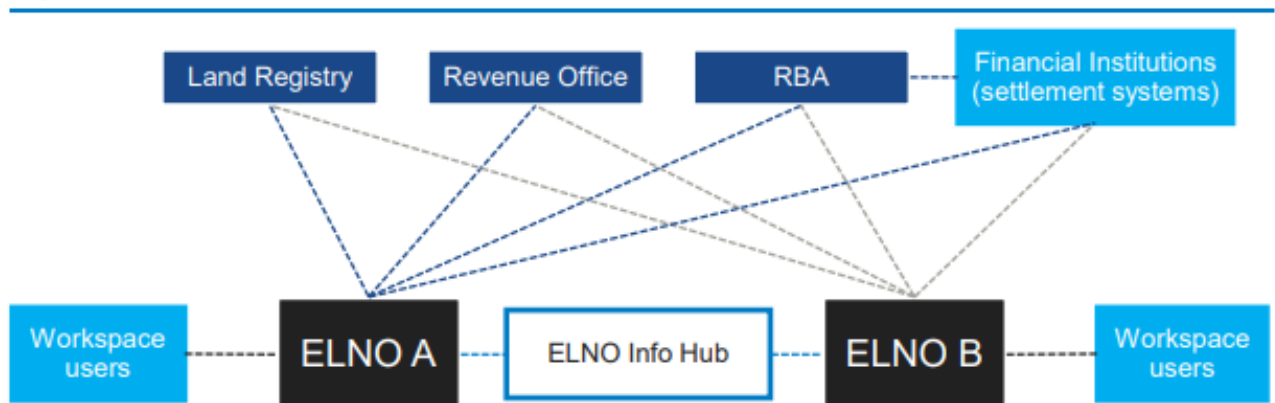 Land Registry
Revenue Office
RBA
Financial Institutions
(settlement systems)
Workspace
users
ELNO A
ELNO Info Hub
ELNO B
Workspace
users